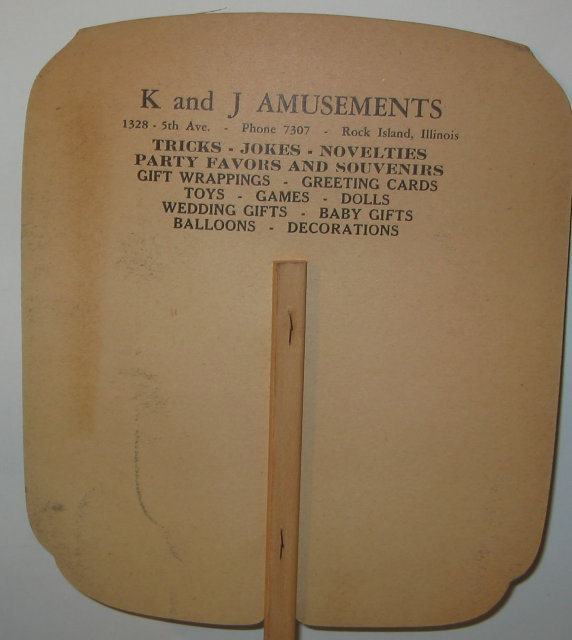 K and J AMUSEMENTS
1328 - 5th Ave. - Phone 7307 - Rock Island, Illinois
TRICKS - JOKES - NOVELTIES
PARTY FAVORS AND SOUVENIRS
GIFT WRAPPINGS - GREETING CARDS
TOYS - GAMES - DOLLS
WEDDING GIFTS - BABY GIFTS
BALLOONS - DECORATIONS